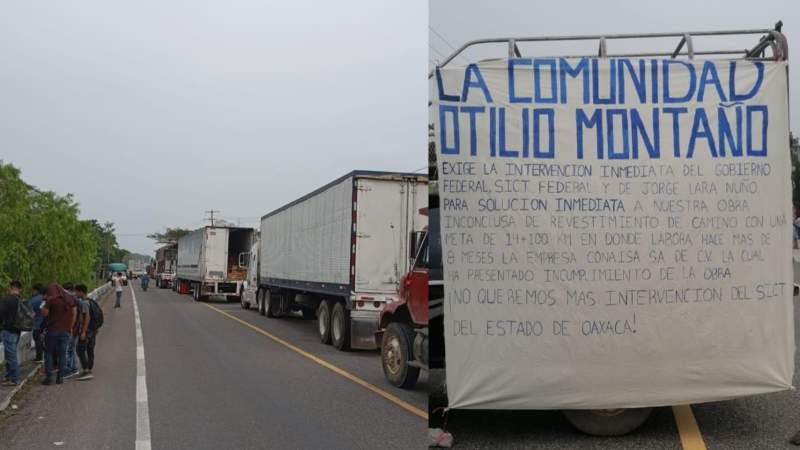 LA COMUNIDAD
OTILIO MONTAÑO
EXIGE LA INTERVENCION INMEDIATA DEL GOBIERNO
FEDERAL, SICT FEDERAL Y DE JORGE LARA NUÑO.
PARA SOLUCION INMEDIATA A NUESTRA OBRA
INCONCLUSA DE REVESTIMIENTO DE CAMINO CON UNA
META DE 14+100 KM EN DONDE LABORA HACE MAS DE
8 MESES LA EMPRESA CONAISA SA DE C.V. LA CUAL
HA PRESENTADO INCUMPLIMIENTO DE LA OBRA
¡NO QUEREMOS MAS INTERVENCION DEL SICT
DEL ESTADO DE OAXACA!